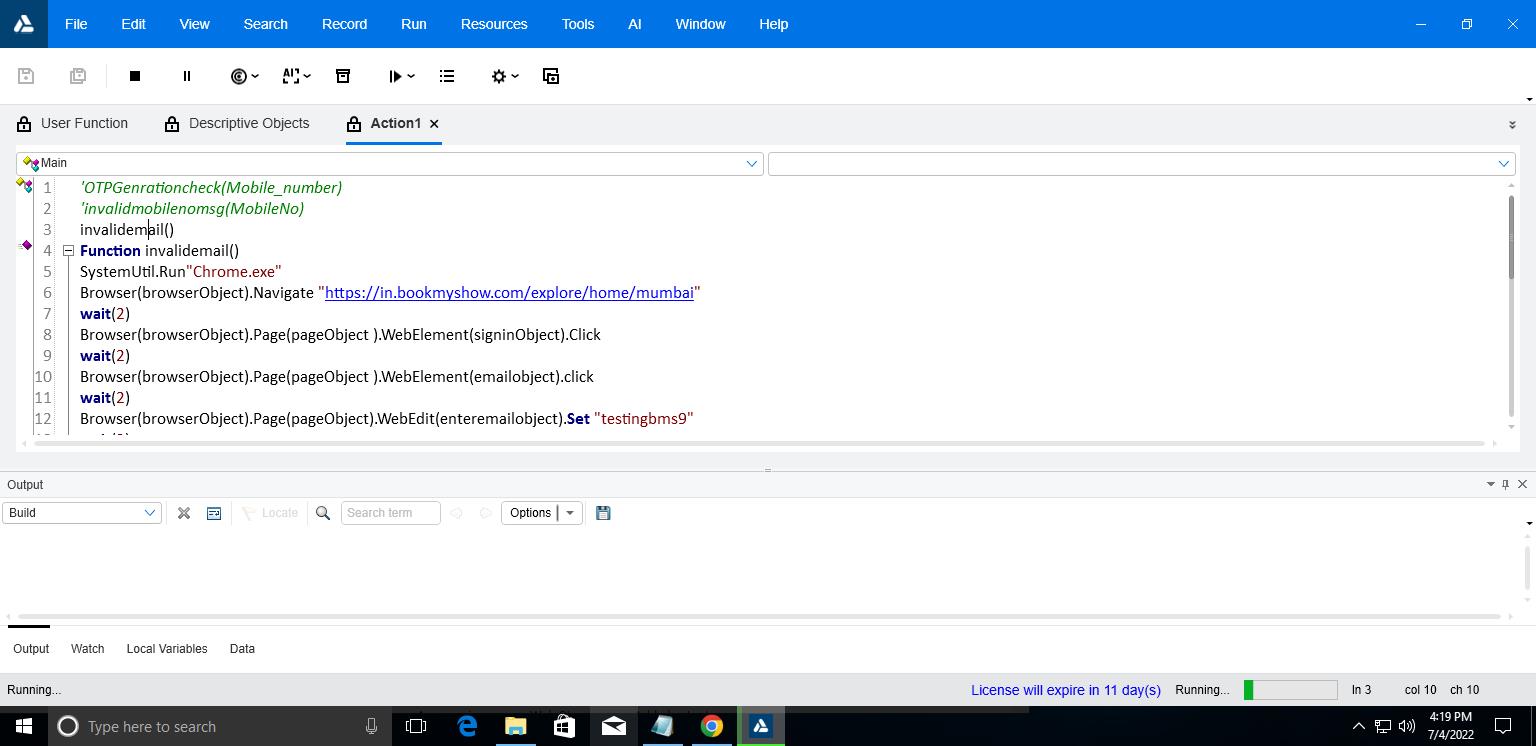 File Edit View Search Record Run Resources Tools AI Window Help
User Function Descriptive Objects Action1
Main
1 'OTPGenrationcheck(Mobile_number)
2 'invalidmobilenomsg(MobileNo)
3 invalidemail()
4 Function invalidemail()
5 SystemUtil.Run"Chrome.exe"
6 Browser(browserObject).Navigate "https://in.bookmyshow.com/explore/home/mumbai"
7 wait(2)
8 Browser(browserObject).Page(pageObject ).WebElement(signinObject).Click
9 wait(2)
10 Browser(browserObject).Page(pageObject ).WebElement(emailobject).click
11 wait(2)
12 Browser(browserObject).Page(pageObject).WebEdit(enteremailobject).Set "testingbms9"
Output
Build Locate Search term Options
Output Watch Local Variables Data
Running... License will expire in 11 day(s) Running... ln 3 col 10 ch 10
Type here to search
4:19 PM
7/4/2022